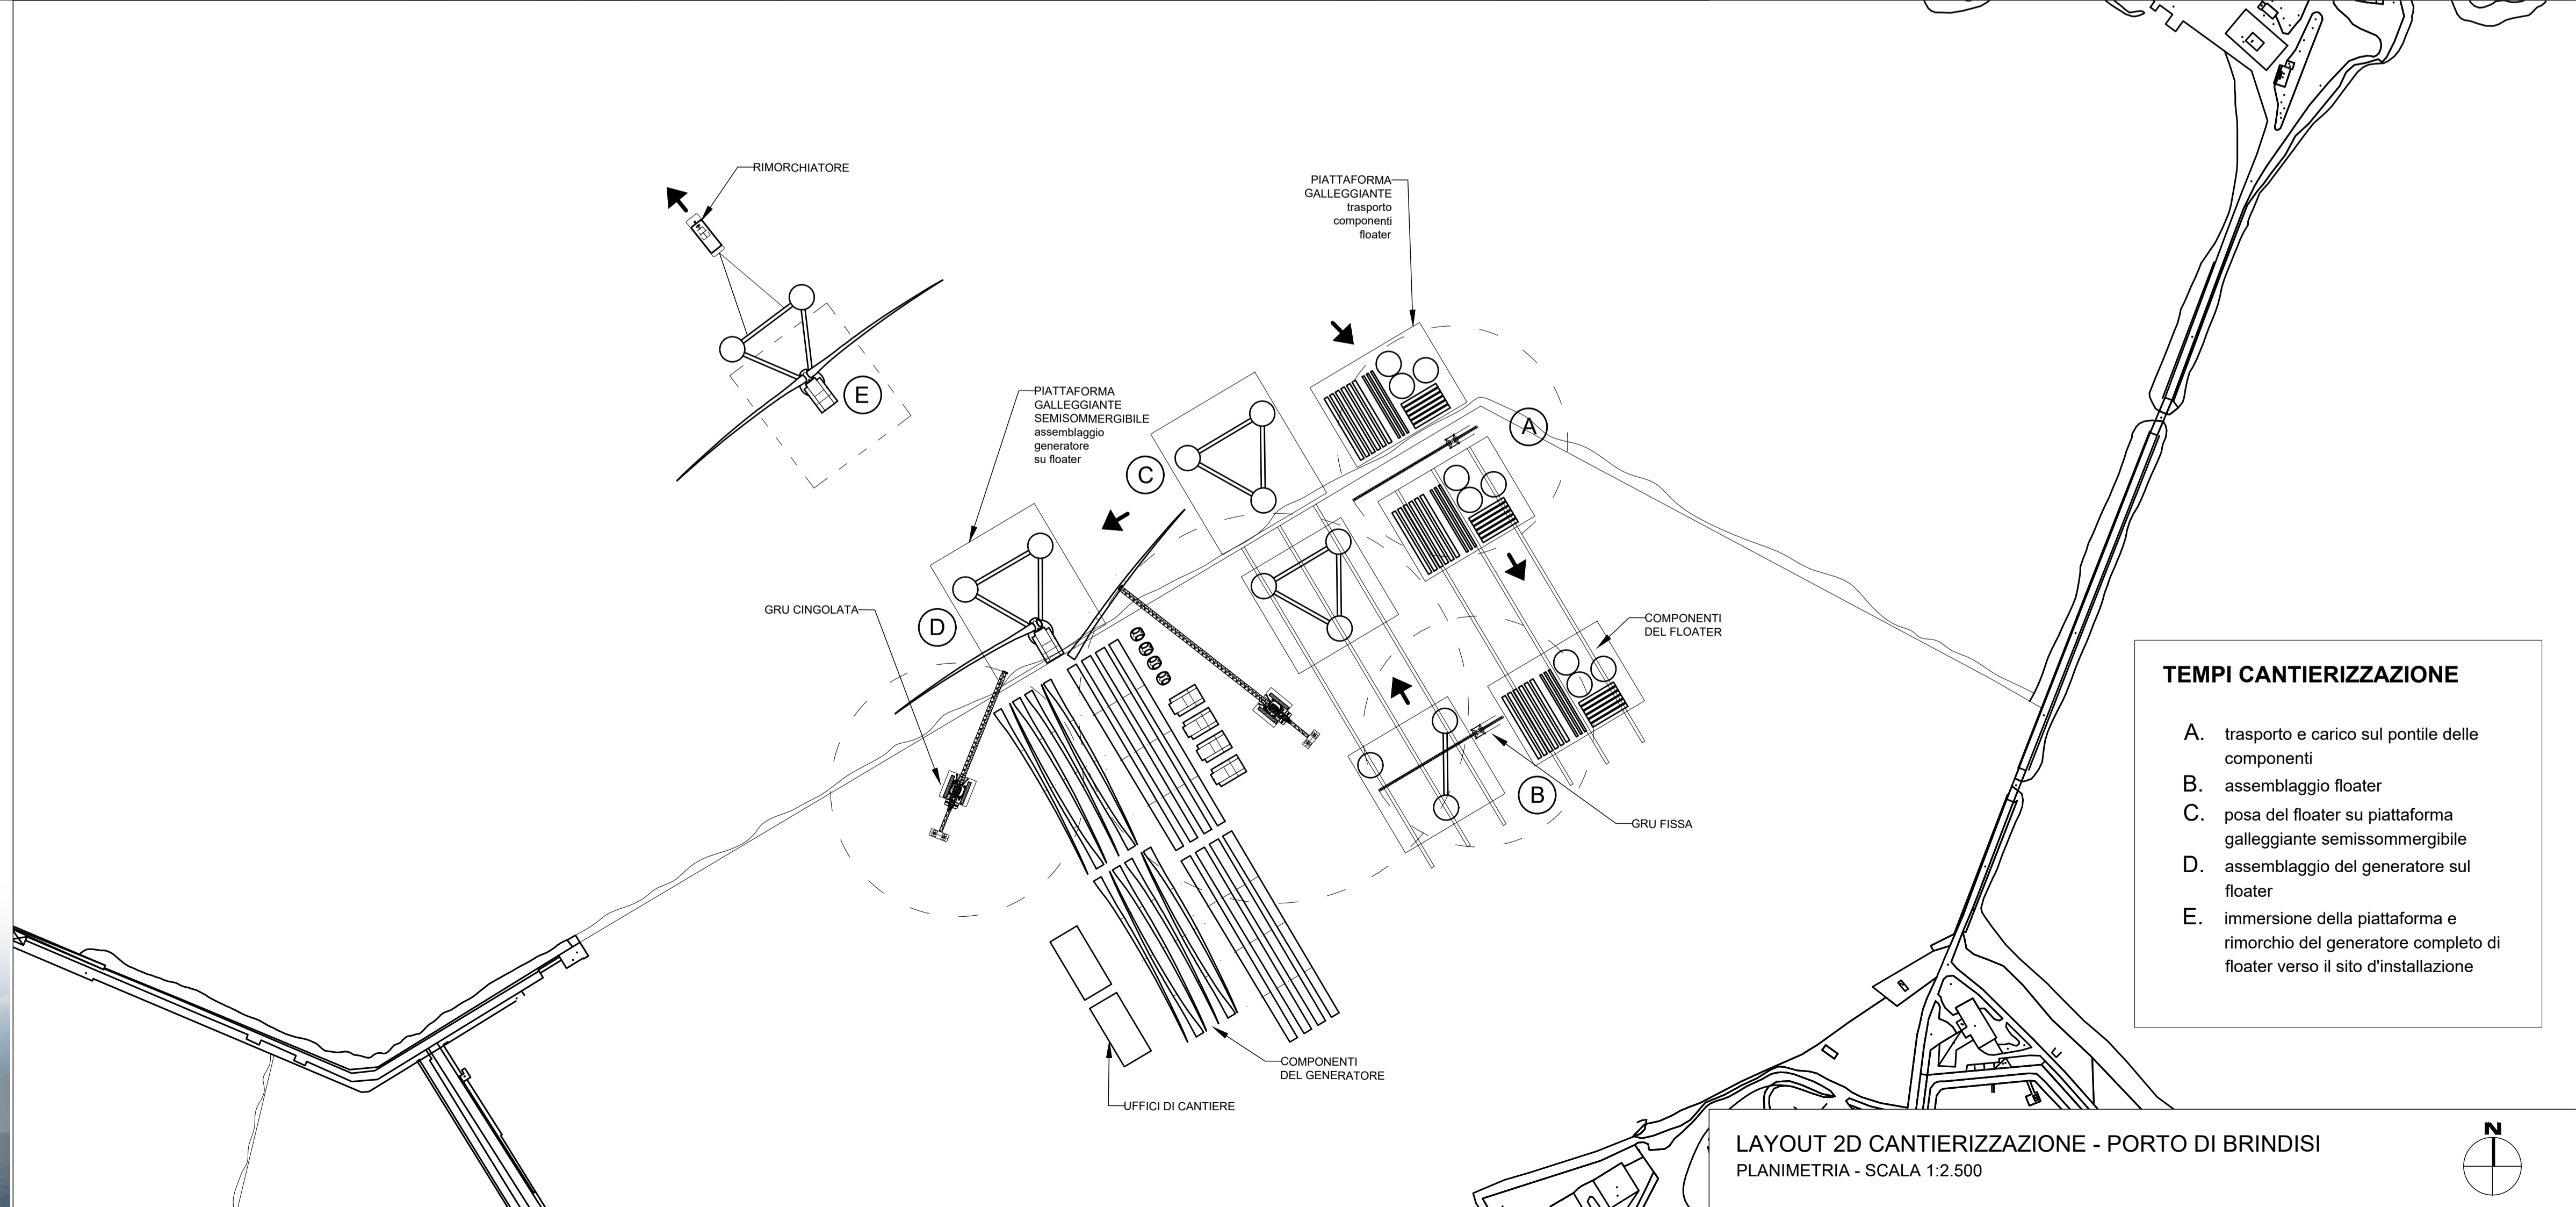 RIMORCHIATORE
PIATTAFORMA
GALLEGGIANTE
trasporto
componenti
floater
E
PIATTAFORMA
GALLEGGIANTE
SEMISOMMERGIBILE
assemblaggio
generatore
su floater
A
C
GRU CINGOLATA
D
COMPONENTI
DEL FLOATER
B
GRU FISSA
COMPONENTI
DEL GENERATORE
UFFICI DI CANTIERE
TEMPI CANTIERIZZAZIONE
A. trasporto e carico sul pontile delle
componenti
B. assemblaggio floater
C. posa del floater su piattaforma
galleggiante semissommergibile
D. assemblaggio del generatore sul
floater
E. immersione della piattaforma e
rimorchio del generatore completo di
floater verso il sito d'installazione
LAYOUT 2D CANTIERIZZAZIONE - PORTO DI BRINDISI
PLANIMETRIA - SCALA 1:2.500
N